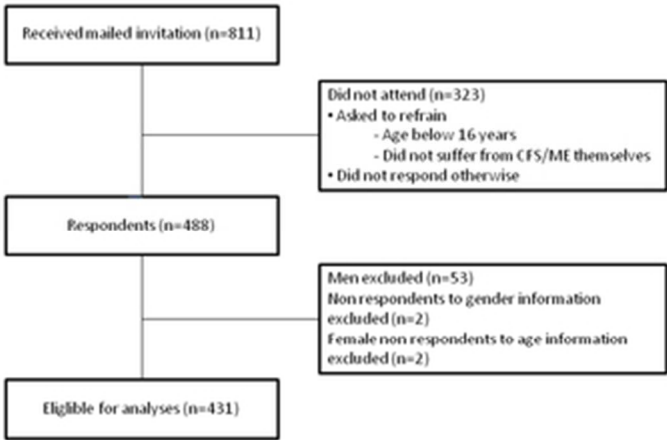 Received mailed invitation (n=811)
Did not attend (n=323)
• Asked to refrain
- Age below 16 years
- Did not suffer from CFS/ME themselves
• Did not respond otherwise
Respondents (n=488)
Men excluded (n=53)
Non respondents to gender information
excluded (n=2)
Female non respondents to age information
excluded (n=2)
Eliglible for analyses (n=431)